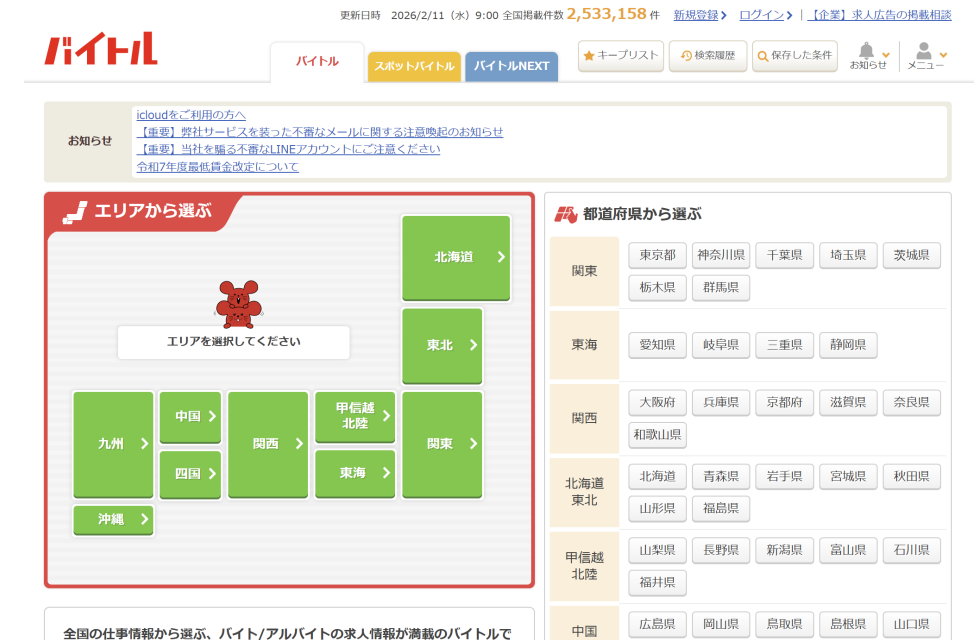 更新日時 2026/2/11（水）9:00 全国掲載件数 2,533,158 件 新規登録 ログイン | 【企業】求人広告の掲載相談
バイトル
バイトル スポットバイトル バイトルNEXT
キープリスト 検索履歴 保存した条件 お知らせ メニュー
お知らせ
icloudをご利用の方へ
【重要】弊社サービスを装った不審なメールに関する注意喚起のお知らせ
【重要】当社を騙る不審なLINEアカウントにご注意ください
令和7年度最低賃金改定について
エリアから選ぶ
北海道
エリアを選択してください
東北
九州
中国
関西
甲信越
北陸
関東
四国
東海
沖縄
都道府県から選ぶ
関東
東京都 神奈川県 千葉県 埼玉県 茨城県
栃木県 群馬県
東海
愛知県 岐阜県 三重県 静岡県
関西
大阪府 兵庫県 京都府 滋賀県 奈良県
和歌山県
北海道
東北
北海道 青森県 岩手県 宮城県 秋田県
山形県 福島県
甲信越
北陸
山梨県 長野県 新潟県 富山県 石川県
福井県
中国
広島県 岡山県 鳥取県 島根県 山口県
全国の仕事情報から選ぶ、バイト/アルバイトの求人情報が満載のバイトルで